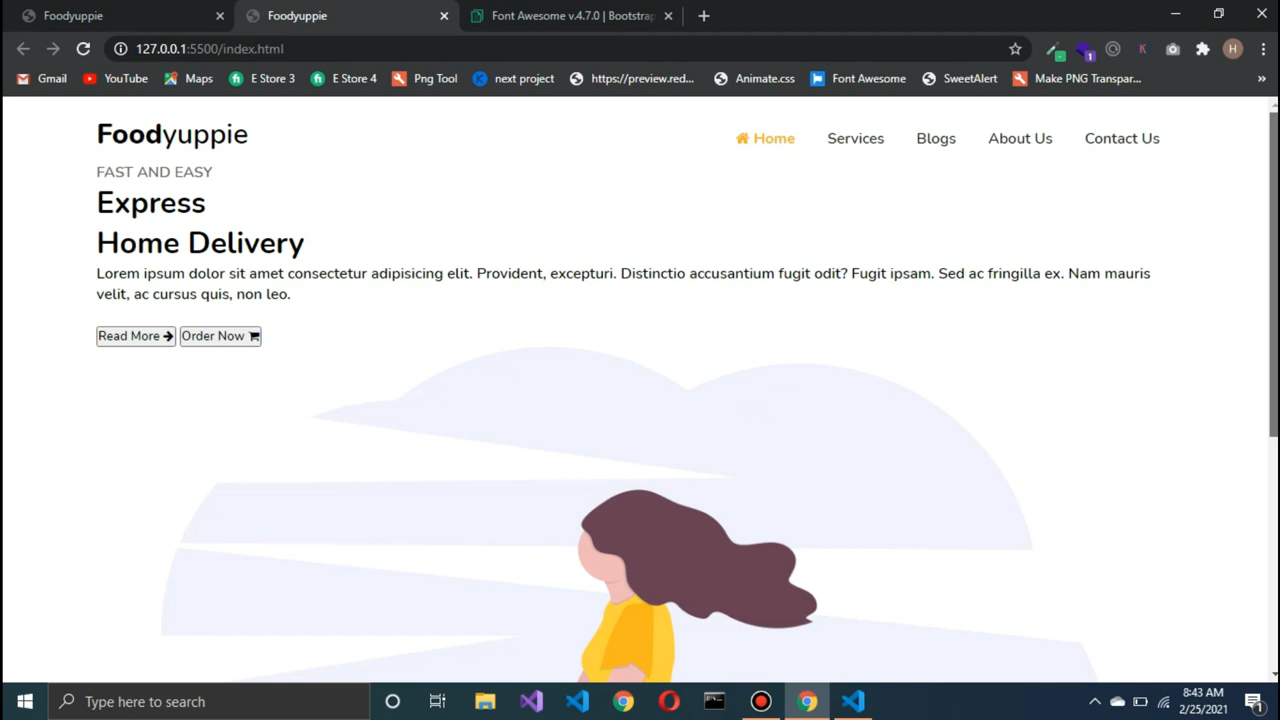 Foodyuppie
Foodyuppie
Font Awesome v.4.7.0 | Bootstrap
127.0.0.1:5500/index.html
K
H
1
Gmail
YouTube
Maps
E Store 3
E Store 4
Png Tool
next project
https://preview.red...
Animate.css
Font Awesome
SweetAlert
Make PNG Transpar...
»
Foodyuppie
Home
Services
Blogs
About Us
Contact Us
FAST AND EASY
Express
Home Delivery
Lorem ipsum dolor sit amet consectetur adipisicing elit. Provident, excepturi. Distinctio accusantium fugit odit? Fugit ipsam. Sed ac fringilla ex. Nam mauris
velit, ac cursus quis, non leo.
Read More
Order Now
Type here to search
8:43 AM
2/25/2021
1